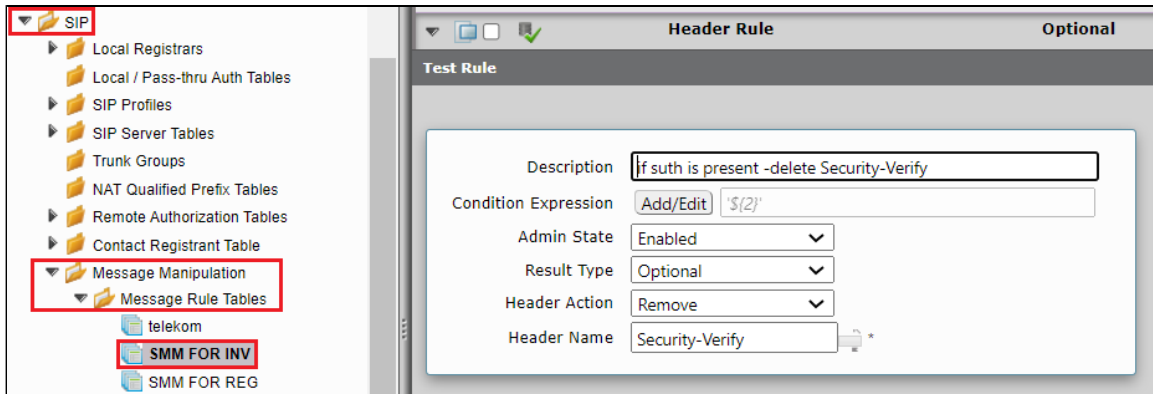 SIP
Local Registrars
Local / Pass-thru Auth Tables
SIP Profiles
SIP Server Tables
Trunk Groups
NAT Qualified Prefix Tables
Remote Authorization Tables
Contact Registrant Table
Message Manipulation
Message Rule Tables
telekom
SMM FOR INV
SMM FOR REG
Header Rule Optional
Test Rule
Description if suth is present -delete Security-Verify
Condition Expression Add/Edit '${2}'
Admin State Enabled
Result Type Optional
Header Action Remove
Header Name Security-Verify *